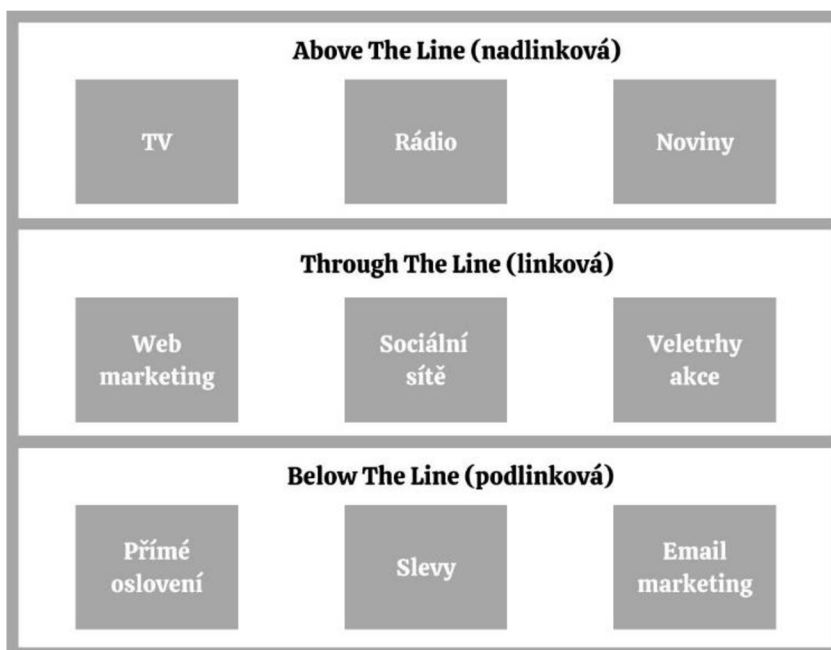 Above The Line (nadlinková)
TV
Rádio
Noviny
Through The Line (linková)
Web
marketing
Sociální
sítě
Veletrhy
akce
Below The Line (podlinková)
Přímé
oslovení
Slevy
Email
marketing